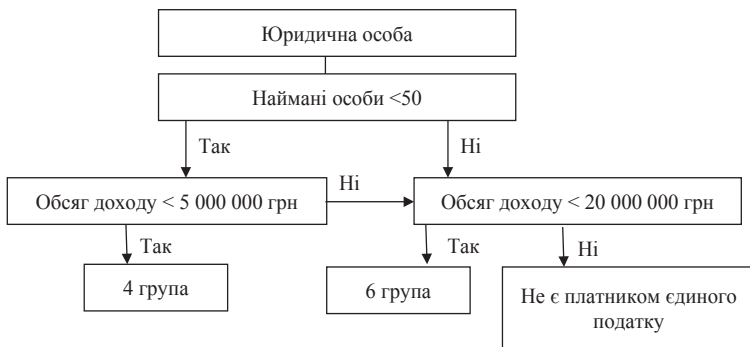 Юридична особа
Наймані особи <50
Так
Ні
Обсяг доходу < 5 000 000 грн
Ні
Обсяг доходу < 20 000 000 грн
Так
Так
Ні
4 група
6 група
Не є платником єдиного
податку